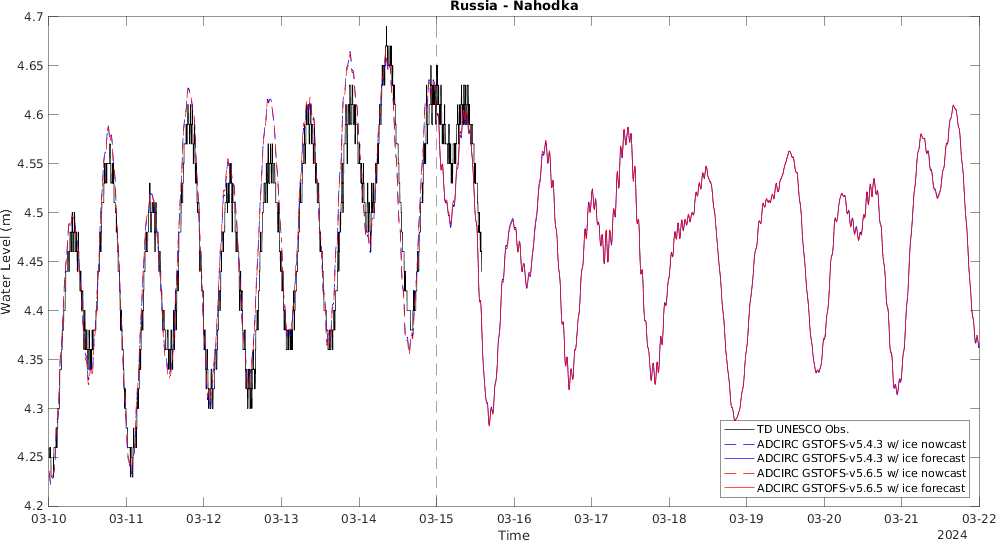 Russia - Nahodka
4.7
4.65
4.6
4.55
4.5
4.45
4.4
4.35
4.3
4.25
4.2
Water Level (m)
TD UNESCO Obs.
ADCIRC GSTOFS-v5.4.3 w/ ice nowcast
ADCIRC GSTOFS-v5.4.3 w/ ice forecast
ADCIRC GSTOFS-v5.6.5 w/ ice nowcast
ADCIRC GSTOFS-v5.6.5 w/ ice forecast
03-10 03-11 03-12 03-13 03-14 03-15 03-16 03-17 03-18 03-19 03-20 03-21 03-22
Time
2024